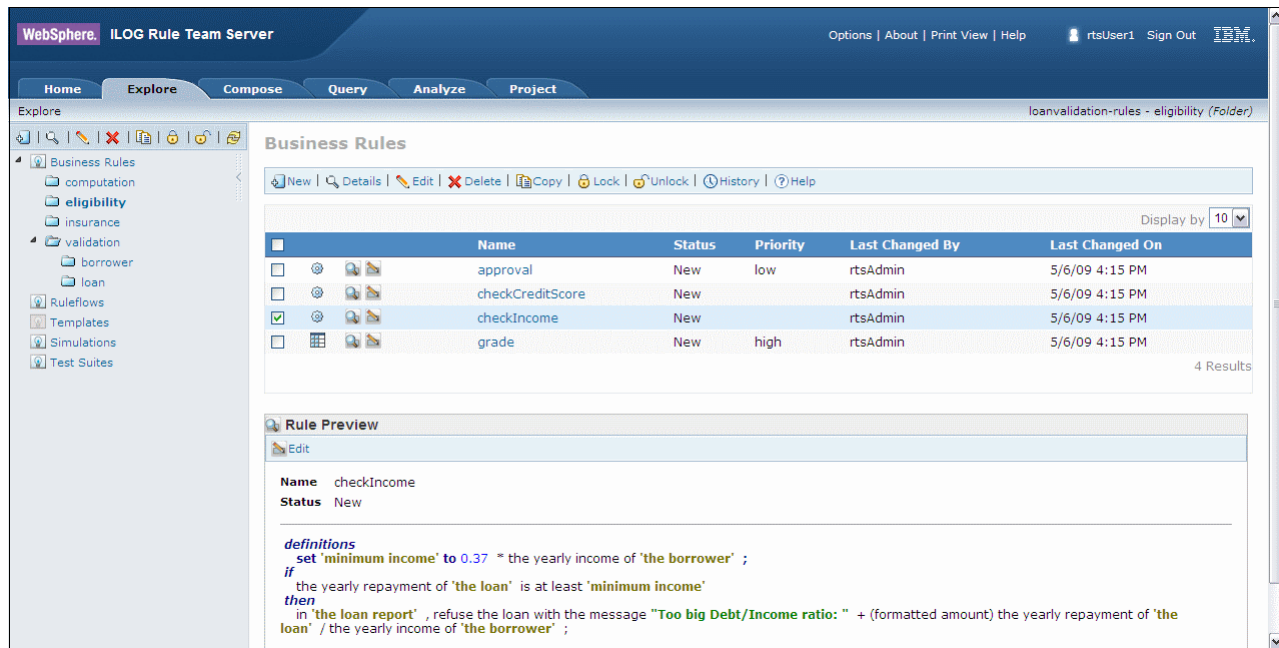 WebSphere. ILOG Rule Team Server
Options | About | Print View | Help rtsUser1 Sign Out IBM.
Home Explore Compose Query Analyze Project
Explore
loanvalidation-rules - eligibility (Folder)
Business Rules
computation
eligibility
insurance
validation
borrower
loan
Ruleflows
Templates
Simulations
Test Suites
Business Rules
New | Details | Edit | Delete | Copy | Lock | Unlock | History | Help
Display by 10
Name Status Priority Last Changed By Last Changed On
approval New low rtsAdmin 5/6/09 4:15 PM
checkCreditScore New rtsAdmin 5/6/09 4:15 PM
checkIncome New rtsAdmin 5/6/09 4:15 PM
grade New high rtsAdmin 5/6/09 4:15 PM
4 Results
Rule Preview
Edit
Name checkIncome
Status New
definitions
set 'minimum income' to 0.37 * the yearly income of 'the borrower' ;
if
the yearly repayment of 'the loan' is at least 'minimum income'
then
in 'the loan report' , refuse the loan with the message "Too big Debt/Income ratio: " + (formatted amount) the yearly repayment of 'the
loan' / the yearly income of 'the borrower' ;